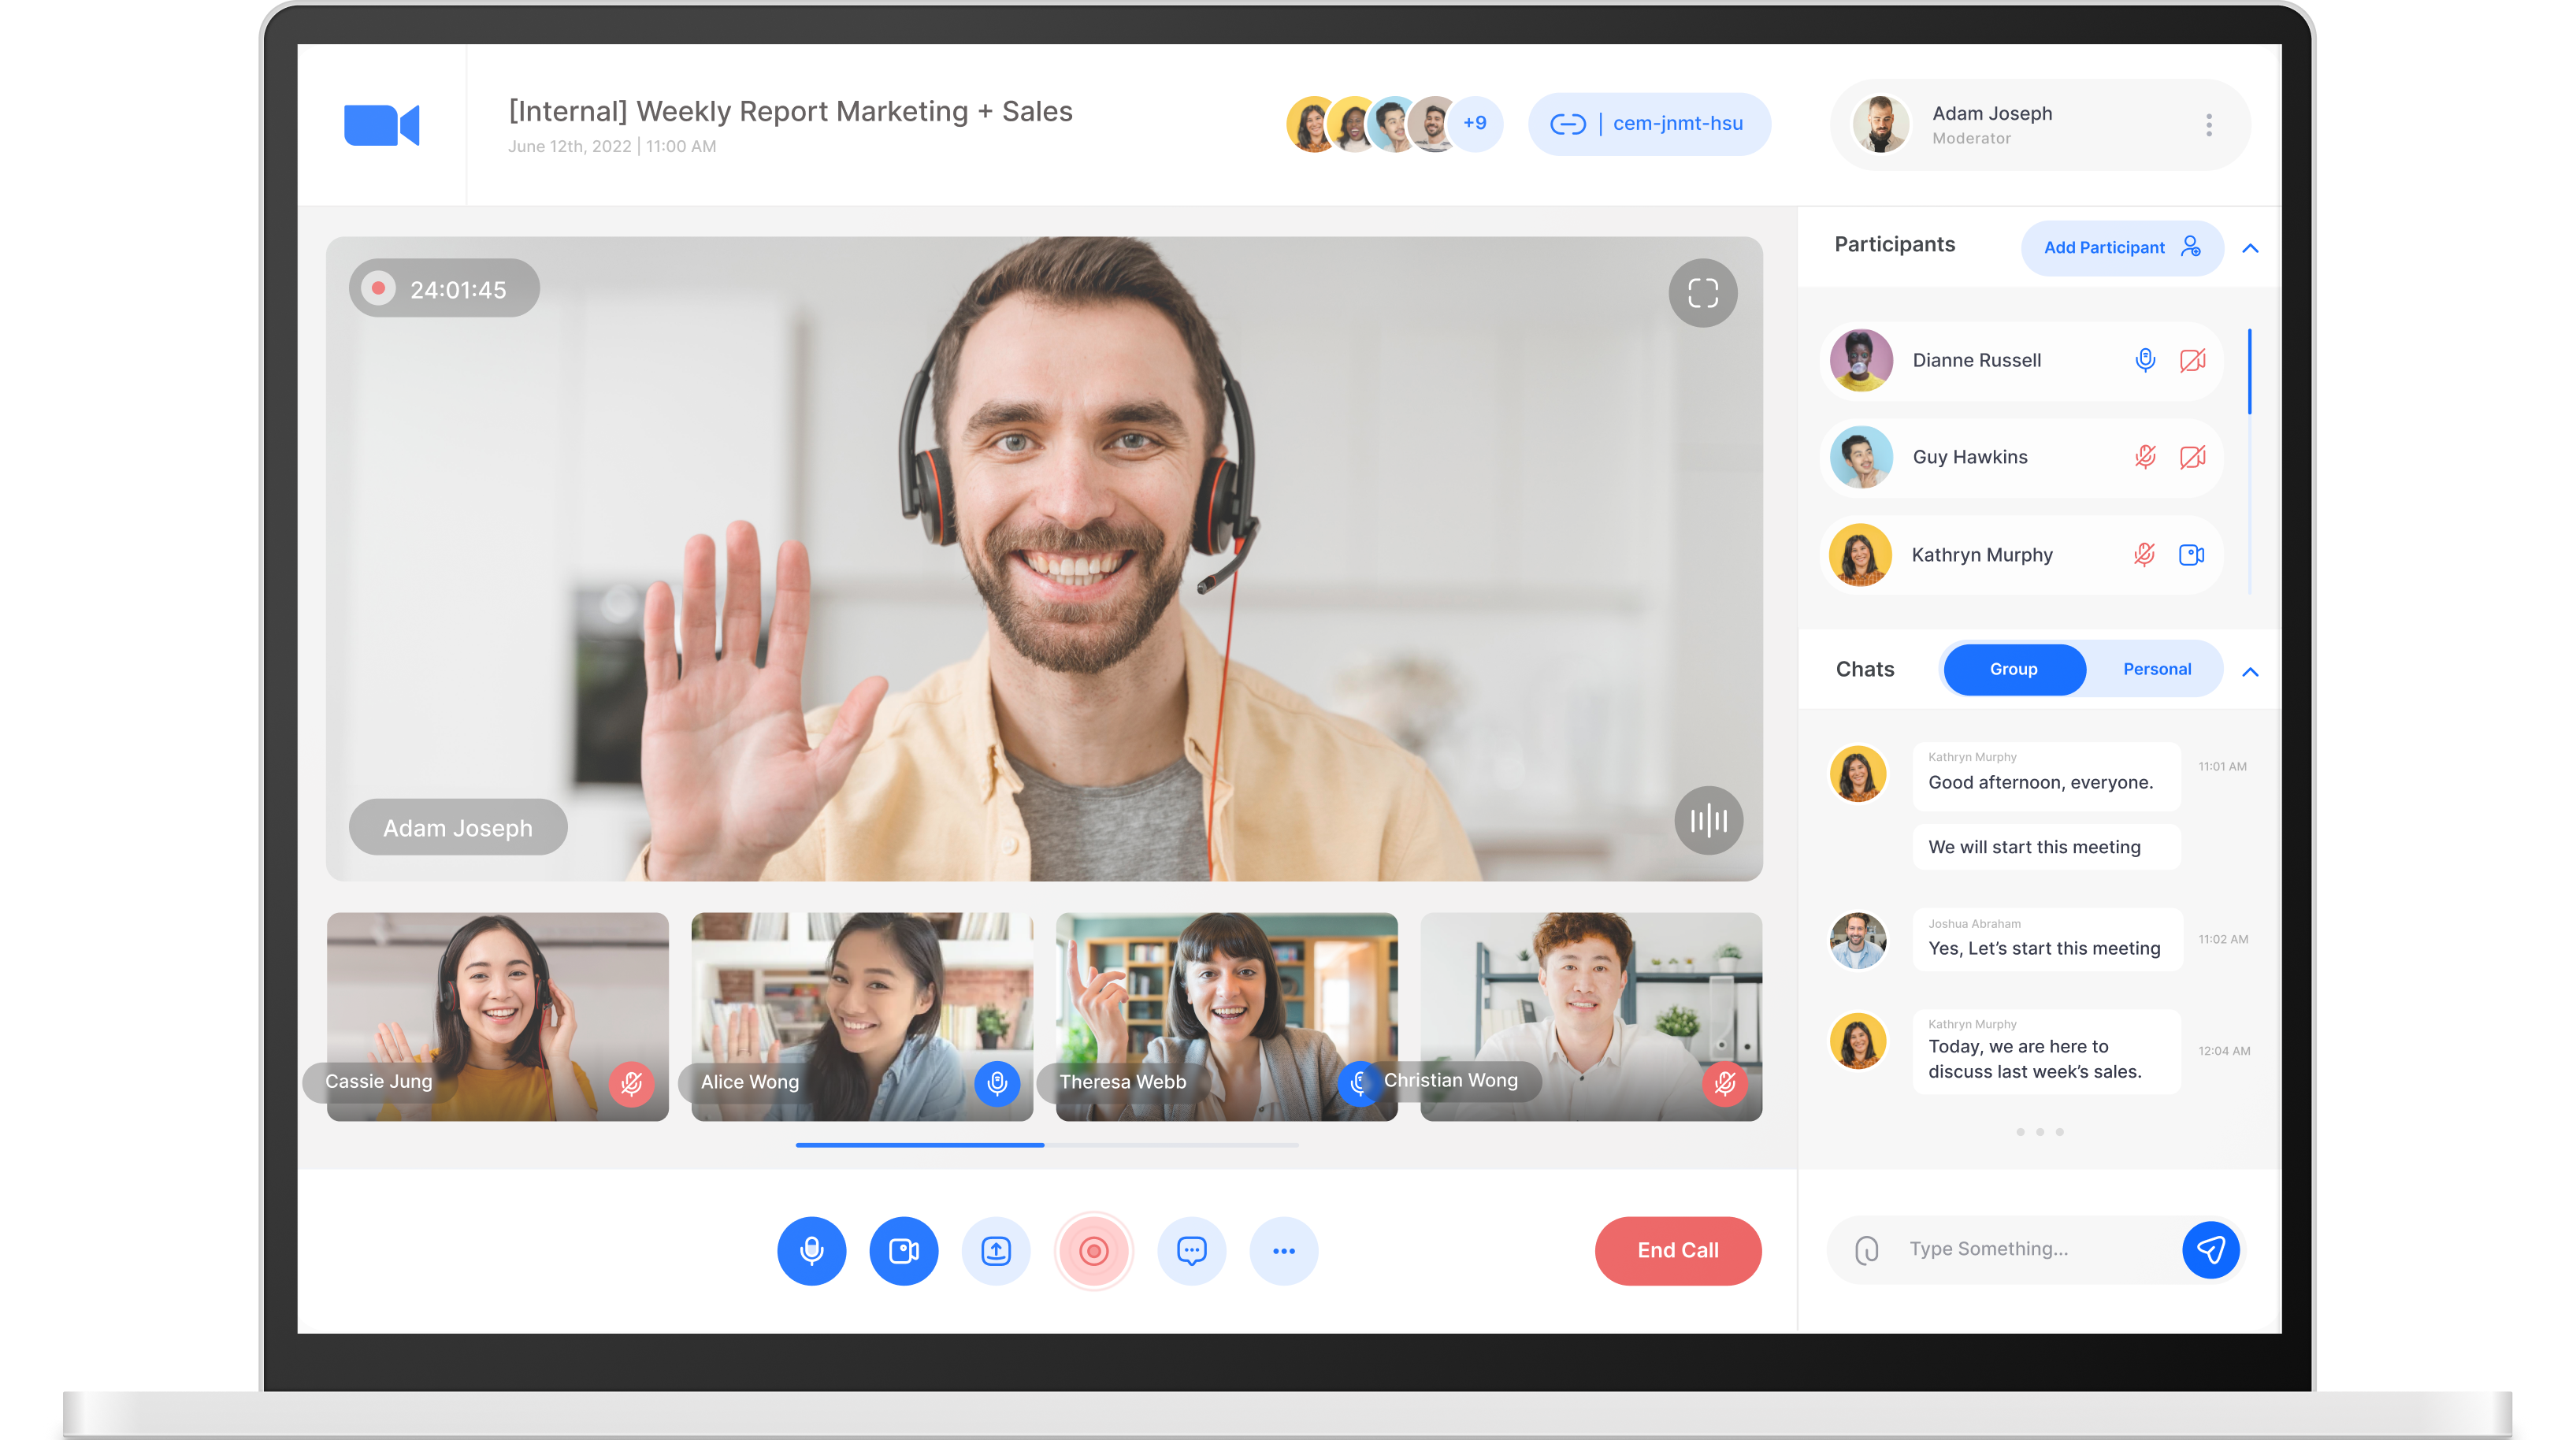 [Internal] Weekly Report Marketing + Sales
June 12th, 2022 | 11:00 AM
+9
cem-jnmt-hsu
Adam Joseph
Moderator
24:01:45
Adam Joseph
Cassie Jung
Alice Wong
Theresa Webb
Christian Wong
End Call
Participants
Add Participant
Dianne Russell
Guy Hawkins
Kathryn Murphy
Chats
Group
Personal
Kathryn Murphy
Good afternoon, everyone.
11:01 AM
We will start this meeting
Joshua Abraham
Yes, Let’s start this meeting
11:02 AM
Kathryn Murphy
Today, we are here to
discuss last week’s sales.
12:04 AM
Type Something...